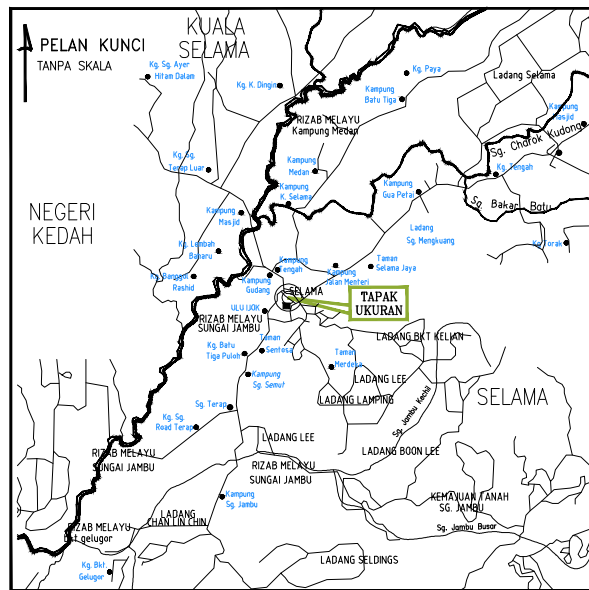 KUALA
SELAMA
PELAN KUNCI
TANPA SKALA
Kg. Sg. Ayer
Hitam Dalam
Kg. K. Dingin
Kg. Paya
Kampung
Batu Tiga
Ladang Selama
RIZAB MELAYU
Kampung Medan
Kampung
Masjid
Sg. Charok Kudong
Kg. Sg.
Terap Luar
Kampung
Medan
Kg. Tengah
Kampung
K. Selama
Kampung
Gua Petai
Sg. Bakar Batu
NEGERI
KEDAH
Kampung
Masjid
Ladang
Sg. Mengkuang
Kg. Torak
Kg. Lembah
Baharu
Kampung
Tengah
Taman
Selama Jaya
Kg. Banggol
Rashid
Kampung
Gudang
Kampung
Jalan Menteri
SELAMA
TAPAK
UKURAN
ULU IJOK
RIZAB MELAYU
SUNGAI JAMBU
LADANG BKT KELIAN
Kg. Batu
Tiga Puloh
Taman
Sentosa
Taman
Merdeka
Kampung
Sg. Semut
LADANG LEE
SELAMA
LADANG LAMPING
Sg. Jambu Kechil
Sg. Terap
Kg. Sg.
Road Terap
LADANG LEE
RIZAB MELAYU
SUNGAI JAMBU
LADANG BOON LEE
RIZAB MELAYU
SUNGAI JAMBU
Kampung
Sg. Jambu
KEMAJUAN TANAH
SG. JAMBU
LADANG
CHAN LIN CHIN
RIZAB MELAYU
bkt gelugor
Sg. Jambu Busar
LADANG SELDINGS
Kg. Bkt.
Gelugor